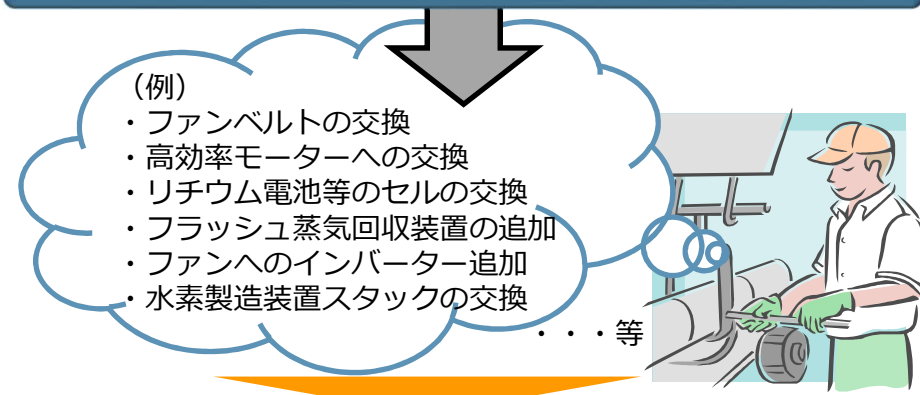 （例）
・ファンベルトの交換
・高効率モーターへの交換
・リチウム電池等のセルの交換
・フラッシュ蒸気回収装置の追加
・ファンへのインバーター追加
・水素製造装置スタックの交換
・・・等